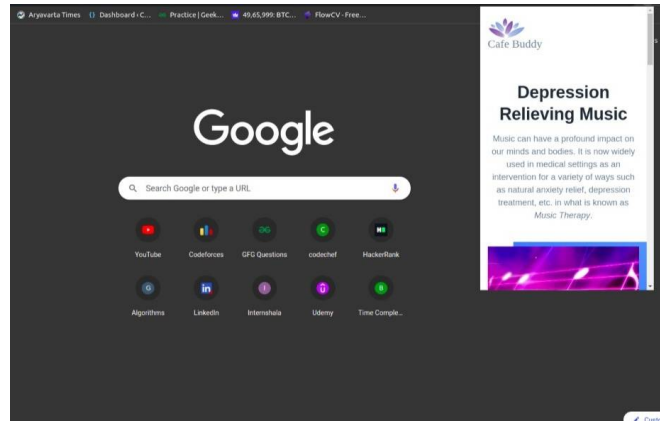 Aryavarta Times
Dashboard ‹ C...
Practice | Geek...
49,65,999: BTC...
FlowCV - Free...
Cafe Buddy
Depression
Relieving Music
Music can have a profound impact on
our minds and bodies. It is now widely
used in medical settings as an
intervention for a variety of ways such
as natural anxiety relief, depression
treatment, etc. in what is known as
Music Therapy.
Google
Search Google or type a URL
YouTube
Codeforces
GFG Questions
codechef
HackerRank
Algorithms
LinkedIn
Internshala
Udemy
Time Comple...